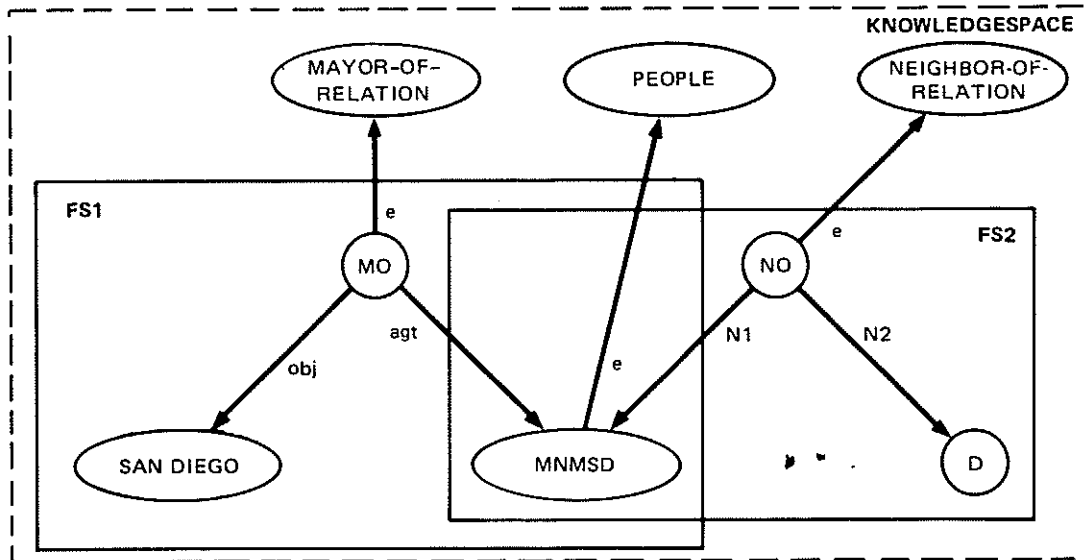 KNOWLEDGESPACE
MAYOR-OF-
RELATION
PEOPLE
NEIGHBOR-OF-
RELATION
FS1
e
e
FS2
MO
NO
agt
N1
N2
obj
e
SAN DIEGO
MNMSD
D